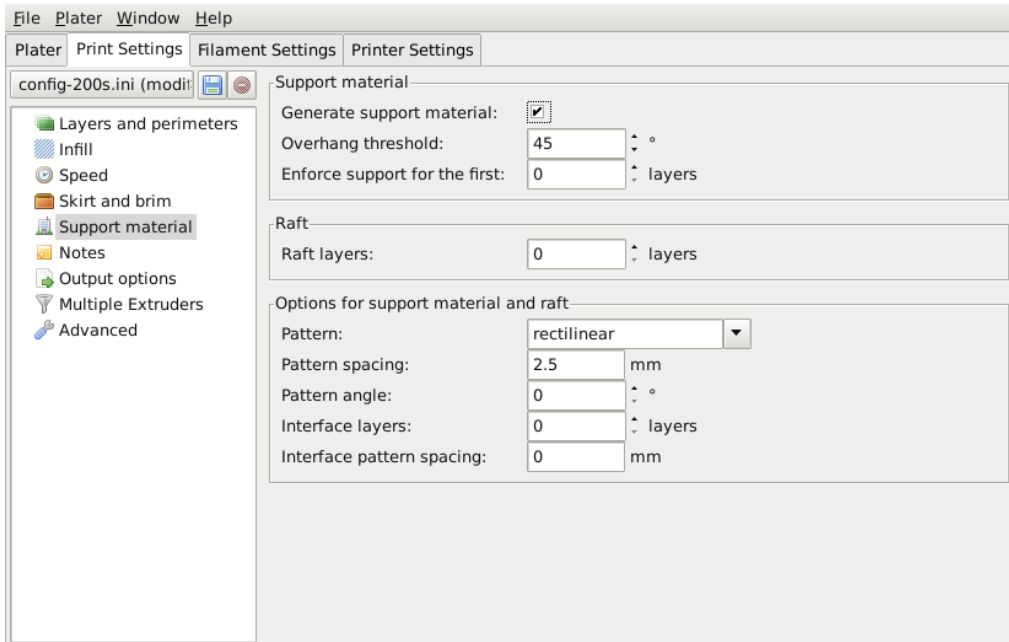 File Plater Window Help
Plater Print Settings Filament Settings Printer Settings
config-200s.ini (modif
Layers and perimeters
Infill
Speed
Skirt and brim
Support material
Notes
Output options
Multiple Extruders
Advanced
Support material
Generate support material:
Overhang threshold: 45 °
Enforce support for the first: 0 layers
Raft
Raft layers: 0 layers
Options for support material and raft
Pattern: rectilinear
Pattern spacing: 2.5 mm
Pattern angle: 0 °
Interface layers: 0 layers
Interface pattern spacing: 0 mm